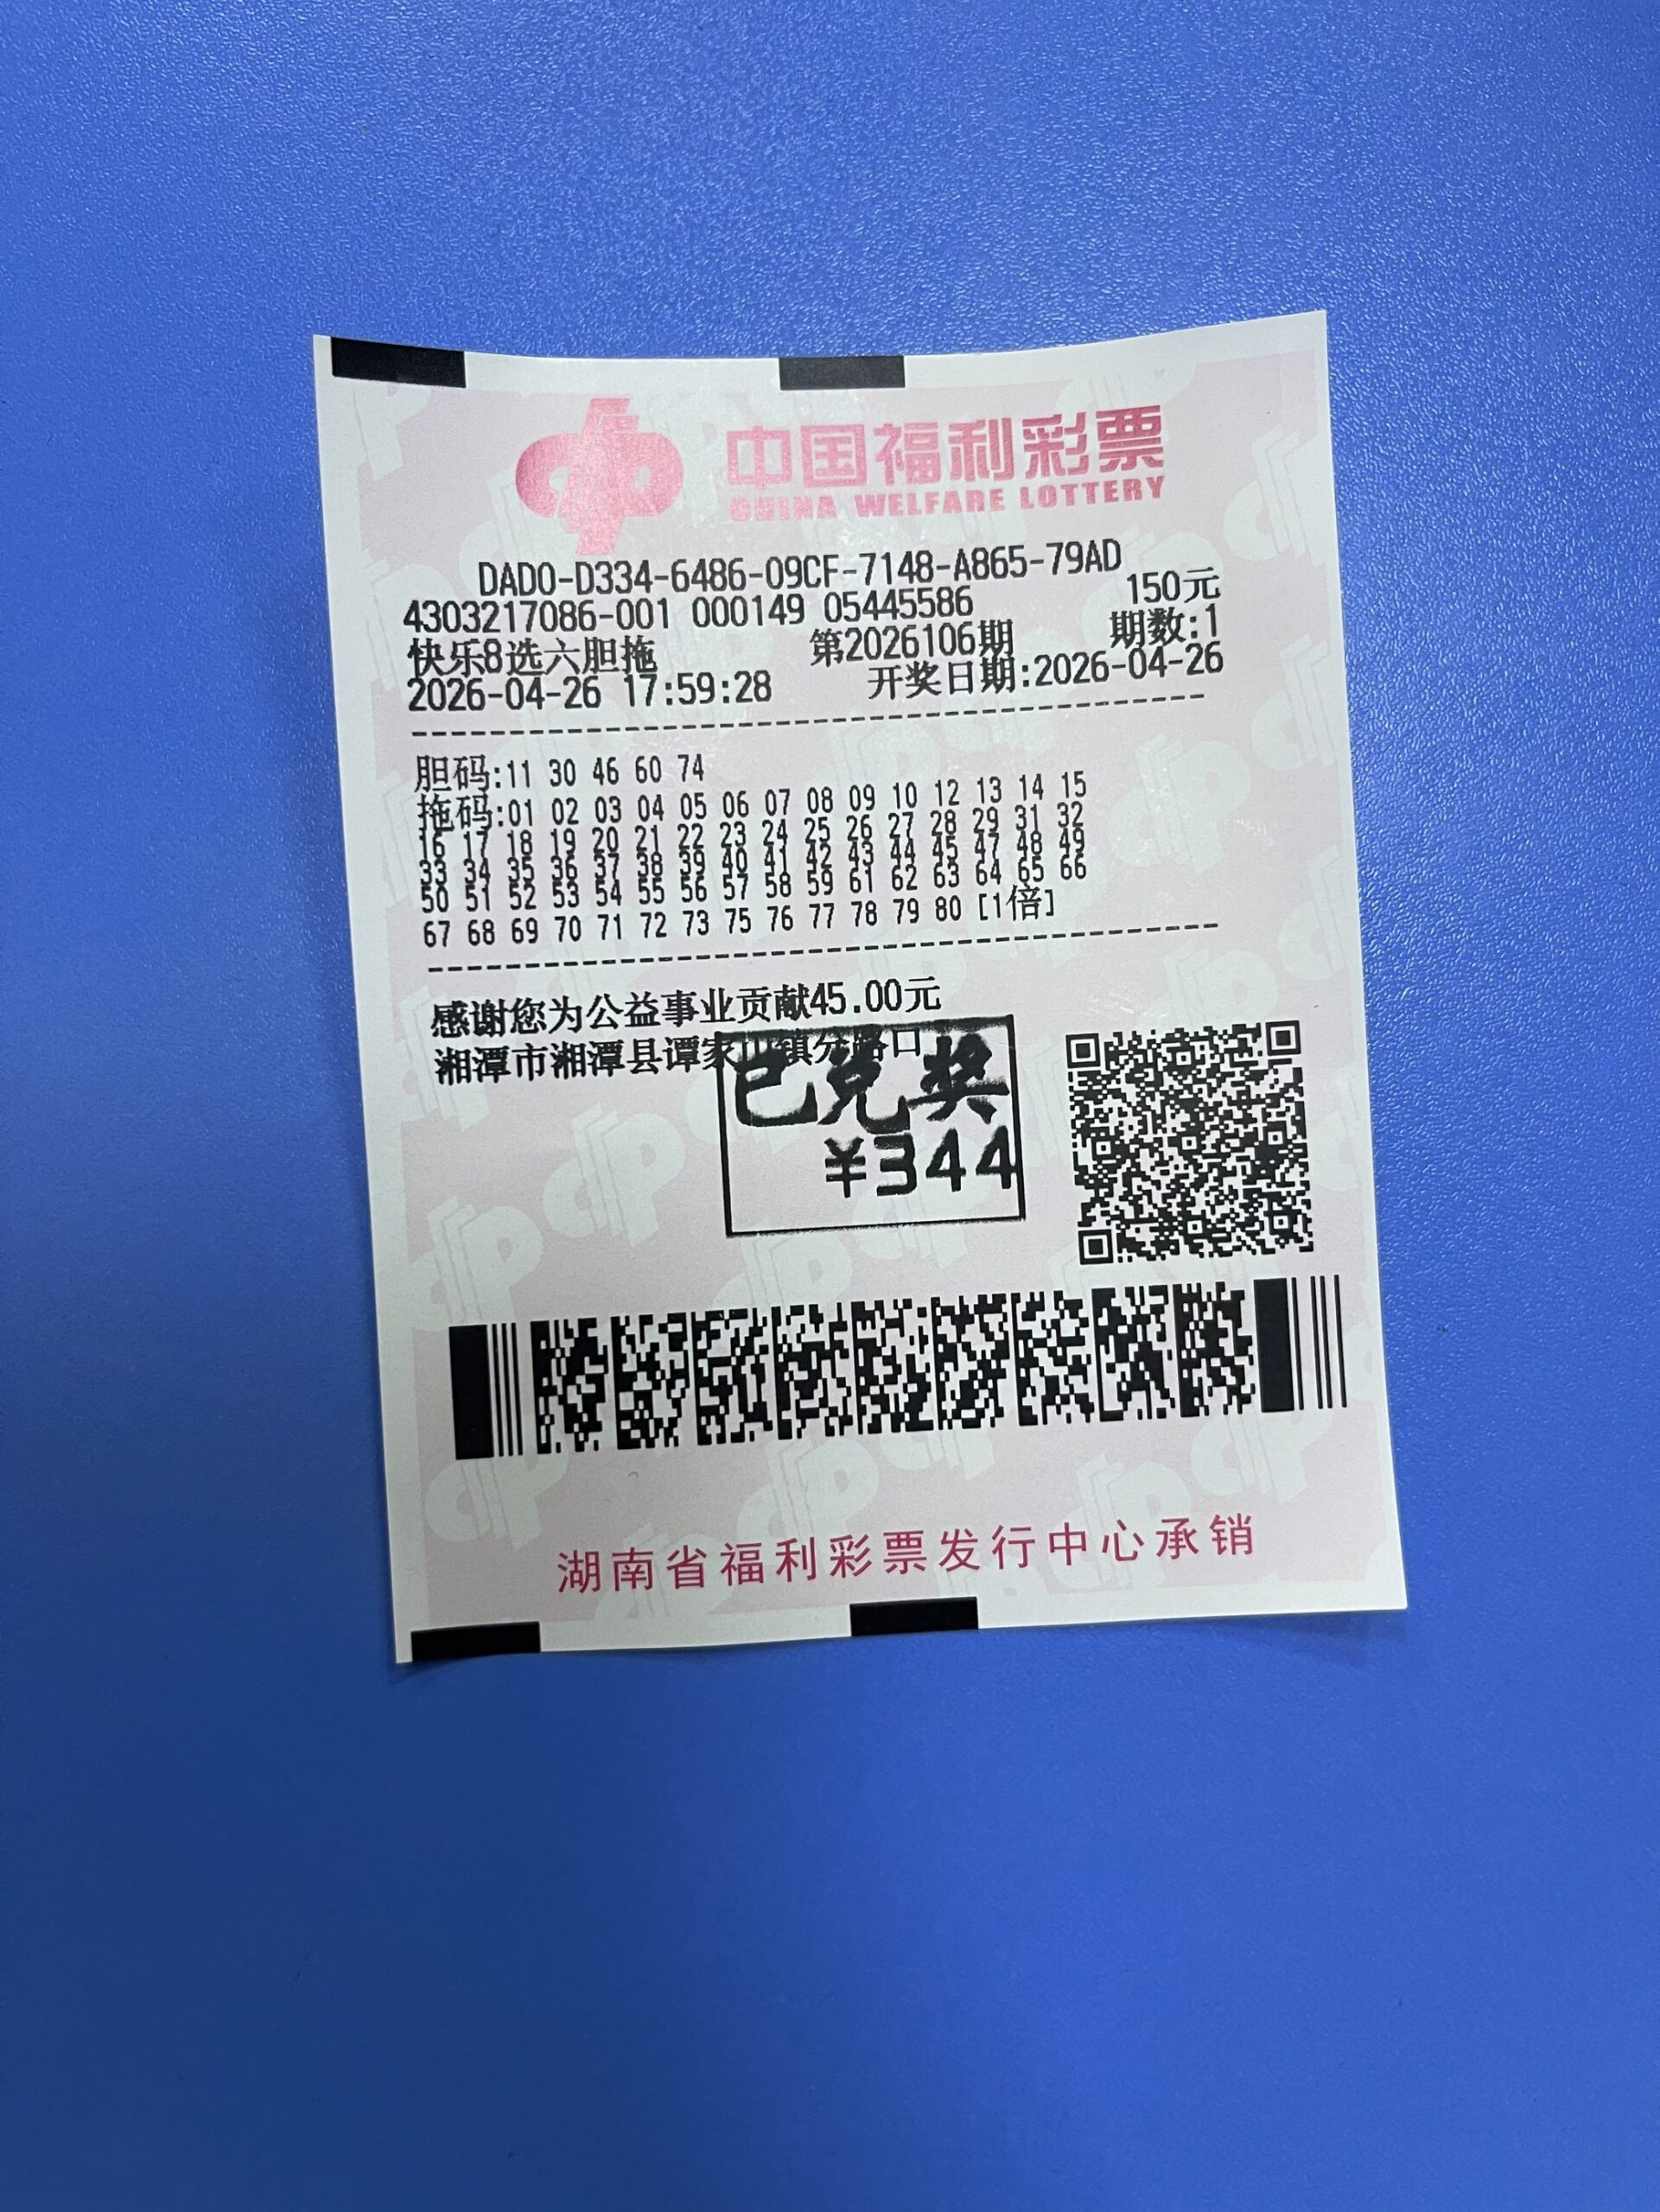 中国福利彩票
CHINA WELFARE LOTTERY
DAD0-D334-6486-09CF-7148-A865-79AD
4303217086-001 000149 05445586 150元
快乐8选六胆拖 第2026106期 期数:1
2026-04-26 17:59:28 开奖日期:2026-04-26
胆码:11 30 46 60 74
拖码:01 02 03 04 05 06 07 08 09 10 12 13 14 15
16 17 18 19 20 21 22 23 24 25 26 27 28 29 31 32
33 34 35 36 37 38 39 40 41 42 43 44 45 47 48 49
50 51 52 53 54 55 56 57 58 59 61 62 63 64 65 66
67 68 69 70 71 72 73 75 76 77 78 79 80 [1倍]
感谢您为公益事业贡献45.00元
湘潭市湘潭县谭家山镇分路口
已兑奖
¥344
湖南省福利彩票发行中心承销